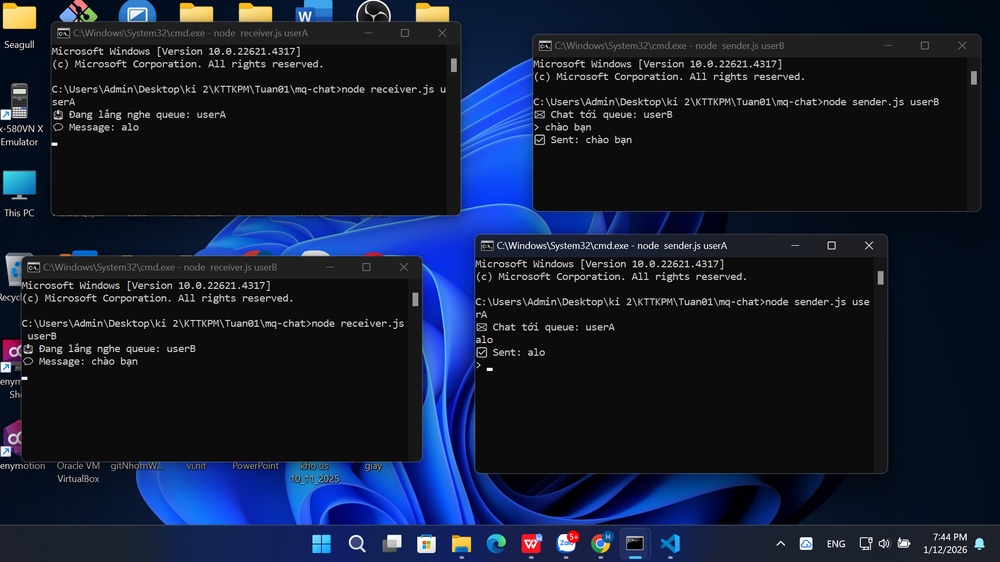 Seagull
x-580VN X
Emulator
This PC
C:\Windows\System32\cmd.exe - node  receiver.js userA
Microsoft Windows [Version 10.0.22621.4317]
(c) Microsoft Corporation. All rights reserved.
C:\Users\Admin\Desktop\ki 2\KTTKPM\Tuan01\mq-chat>node receiver.js u
serA
Đang lắng nghe queue: userA
Message: alo
C:\Windows\System32\cmd.exe - node  sender.js userB
Microsoft Windows [Version 10.0.22621.4317]
(c) Microsoft Corporation. All rights reserved.
C:\Users\Admin\Desktop\ki 2\KTTKPM\Tuan01\mq-chat>node sender.js userB
Chat tới queue: userB
> chào bạn
Sent: chào bạn
C:\Windows\System32\cmd.exe - node  receiver.js userB
Microsoft Windows [Version 10.0.22621.4317]
(c) Microsoft Corporation. All rights reserved.
C:\Users\Admin\Desktop\ki 2\KTTKPM\Tuan01\mq-chat>node receiver.js
userB
Đang lắng nghe queue: userB
Message: chào bạn
C:\Windows\System32\cmd.exe - node  sender.js userA
Microsoft Windows [Version 10.0.22621.4317]
(c) Microsoft Corporation. All rights reserved.
C:\Users\Admin\Desktop\ki 2\KTTKPM\Tuan01\mq-chat>node sender.js use
rA
Chat tới queue: userA
alo
Sent: alo
>
Recyc
enym
She
enymotion
Oracle VM
VirtualBox
gitNhomW...
vi,nit
PowerPoint
kho us
10_11_2025
giay
W
Zalo
5+
H
ENG
7:44 PM
1/12/2026